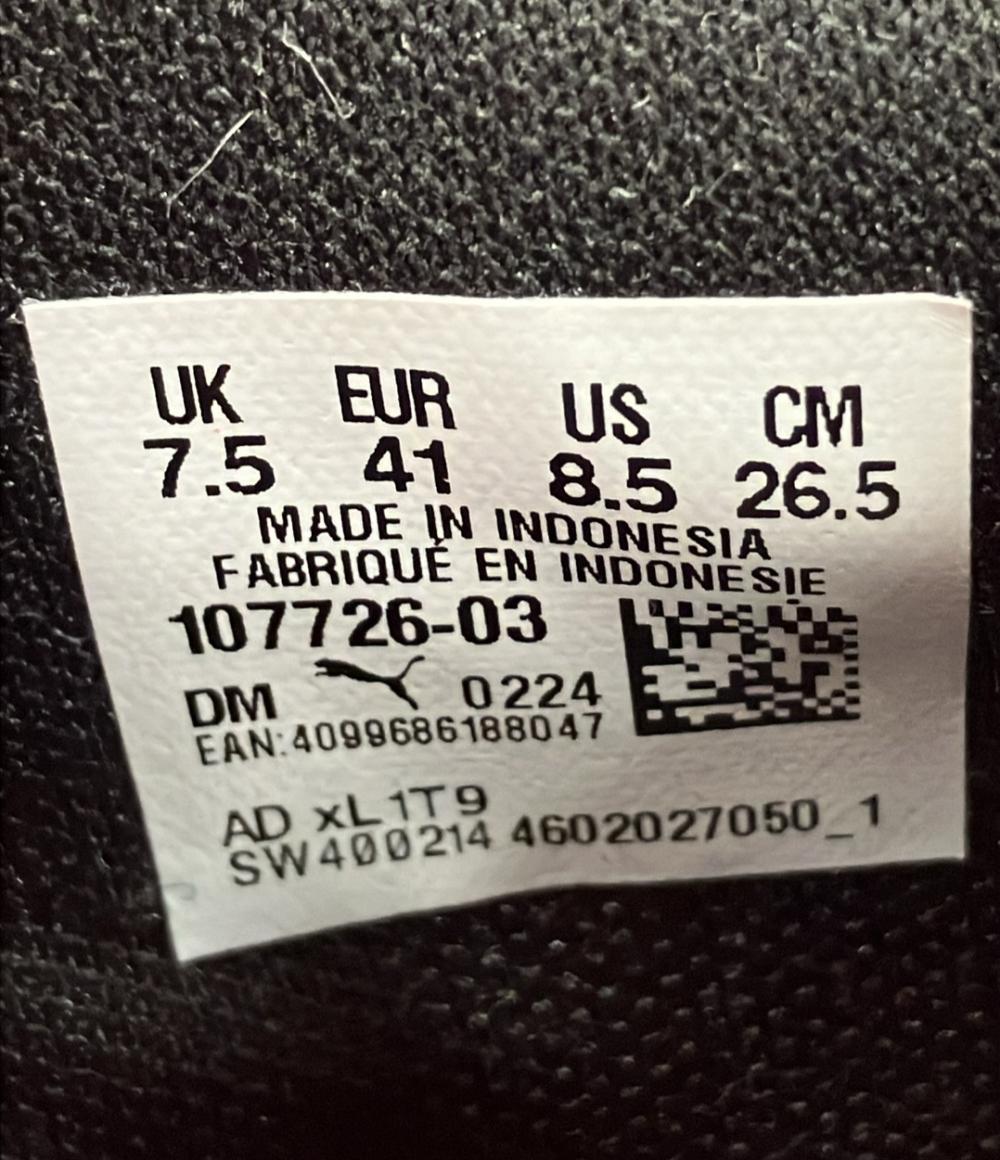 UK EUR US CM
7.5 41 8.5 26.5
MADE IN INDONESIA
FABRIQUÉ EN INDONESIE
107726-03
DM 0224
EAN:4099686188047
AD xL1T9
SW400214 4602027050_1